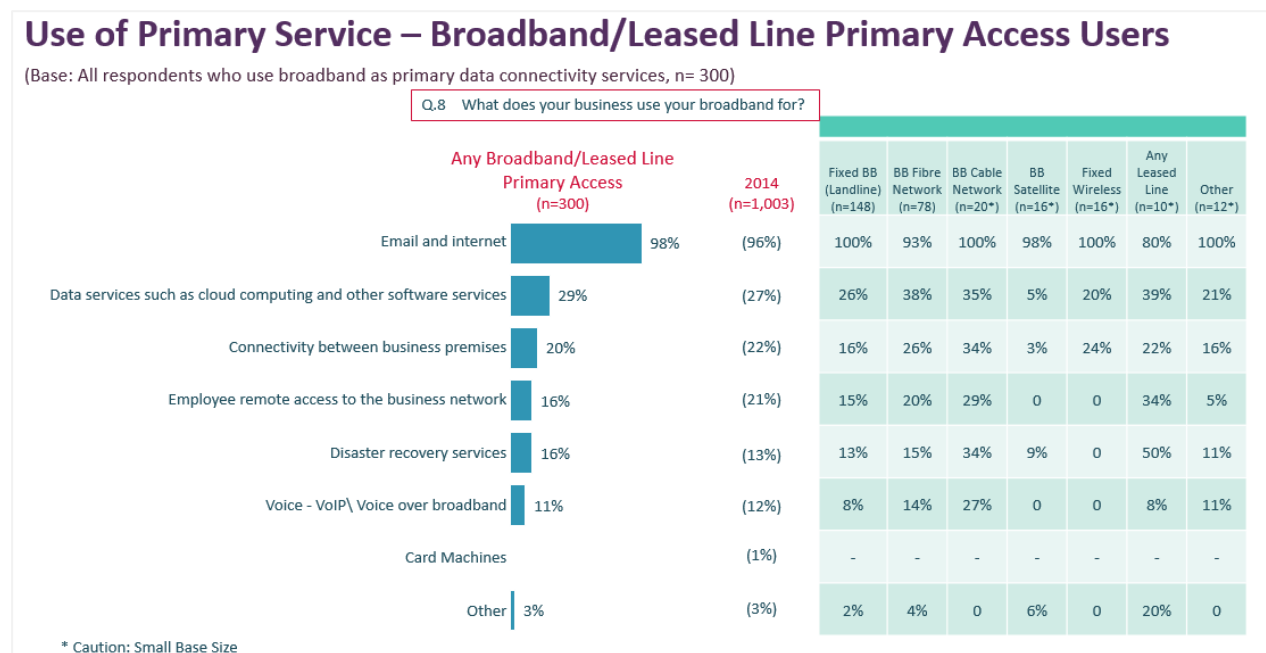 Use of Primary Service – Broadband/Leased Line Primary Access Users
(Base: All respondents who use broadband as primary data connectivity services, n= 300)
Q.8 What does your business use your broadband for?
Any Broadband/Leased Line
Primary Access
(n=300)
2014
(n=1,003)
Fixed BB
(Landline)
(n=148)
BB Fibre
Network
(n=78)
BB Cable
Network
(n=20*)
BB
Satellite
(n=16*)
Fixed
Wireless
(n=16*)
Any
Leased
Line
(n=10*)
Other
(n=12*)
Email and internet 98% (96%) 100% 93% 100% 98% 100% 80% 100%
Data services such as cloud computing and other software services 29% (27%) 26% 38% 35% 5% 20% 39% 21%
Connectivity between business premises 20% (22%) 16% 26% 34% 3% 24% 22% 16%
Employee remote access to the business network 16% (21%) 15% 20% 29% 0 0 34% 5%
Disaster recovery services 16% (13%) 13% 15% 34% 9% 0 50% 11%
Voice - VoIP\ Voice over broadband 11% (12%) 8% 14% 27% 0 0 8% 11%
Card Machines (1%) - - - - - - -
Other 3% (3%) 2% 4% 0 6% 0 20% 0
* Caution: Small Base Size